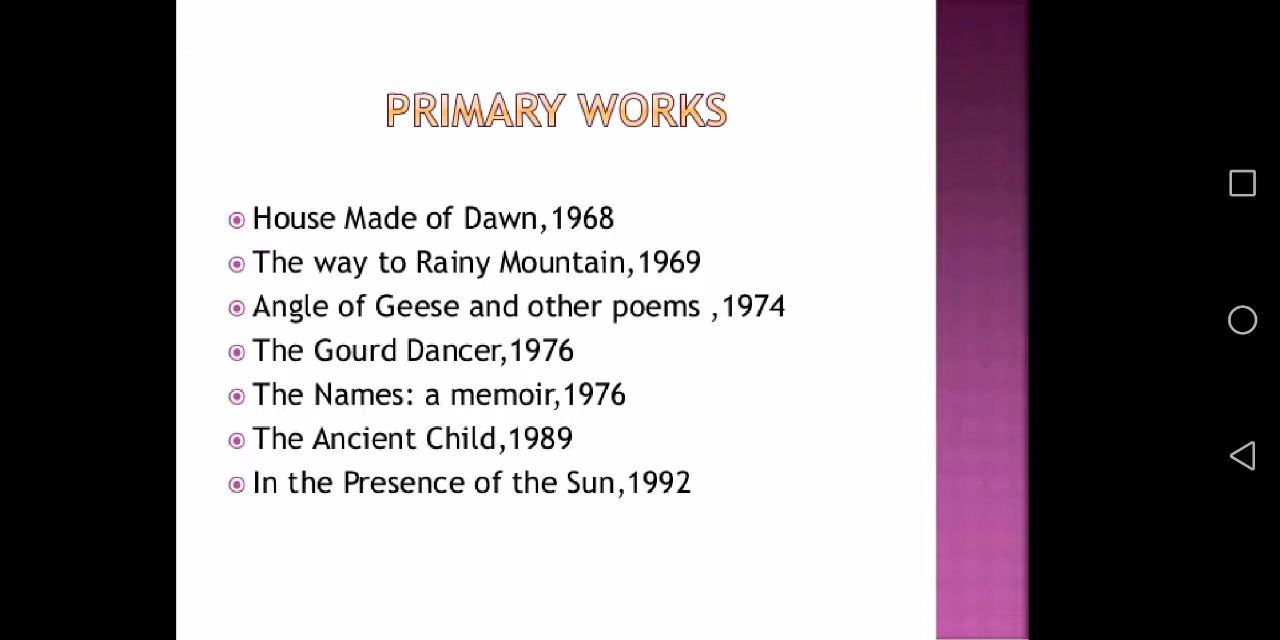 PRIMARY WORKS
House Made of Dawn,1968
The way to Rainy Mountain,1969
Angle of Geese and other poems ,1974
The Gourd Dancer,1976
The Names: a memoir,1976
The Ancient Child,1989
In the Presence of the Sun,1992